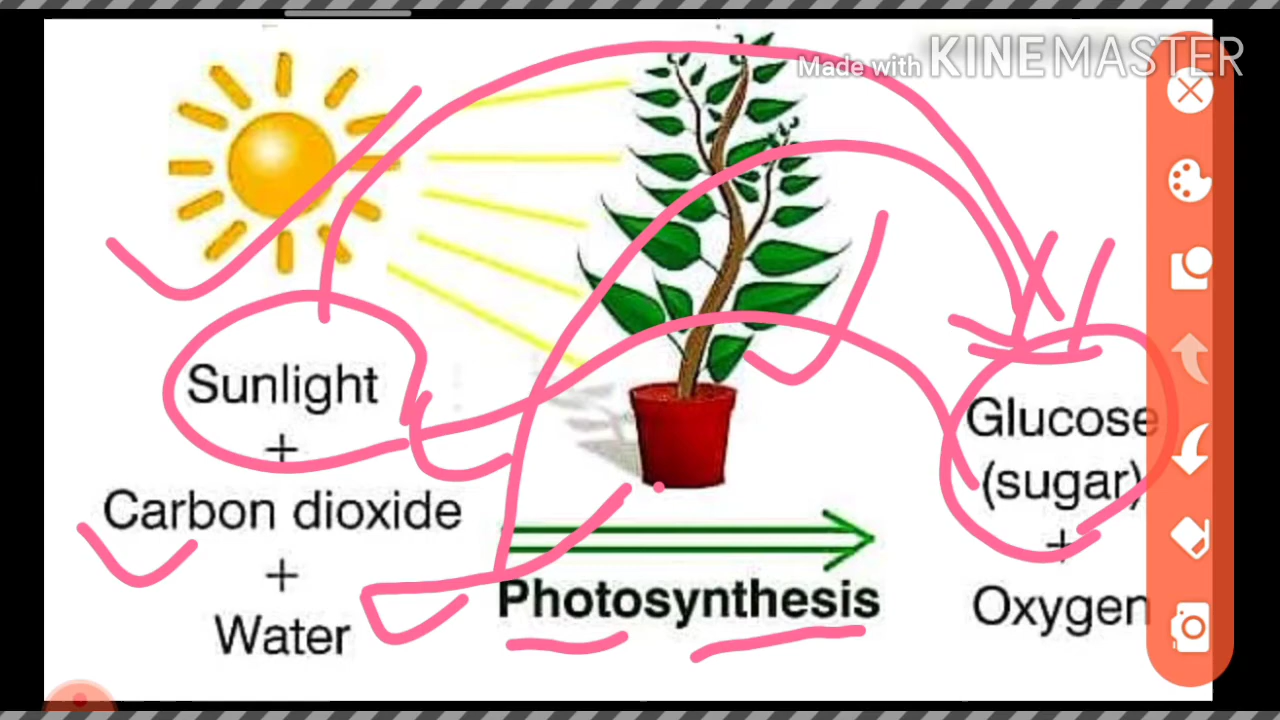 Made with KINEMASTER
Sunlight
+
Carbon dioxide
+
Water
Photosynthesis
Glucose
(sugar)
+
Oxygen